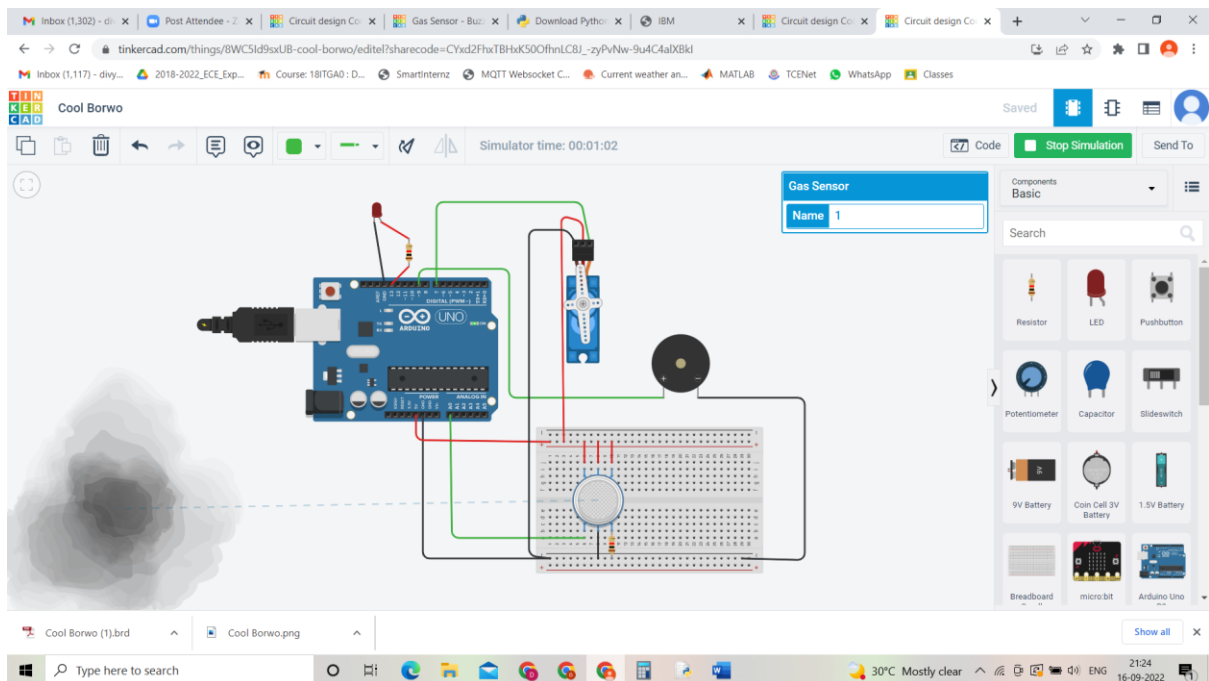 Inbox (1,302) - div
Post Attendee - Z
Circuit design Co
Gas Sensor - Buz
Download Python
IBM
Circuit design Co
Circuit design Co
tinkercad.com/things/8WC5ld9sxUB-cool-borwo/editel?sharecode=CYxd2FhxTBHxK50OfhnLC8J_-zyPvNw-9u4C4alXBkI
Inbox (1,117) - divy...
2018-2022_ECE_Exp...
Course: 18ITGA0 : D...
SmartInternz
MQTT Websocket C...
Current weather an...
MATLAB
TCENet
WhatsApp
Classes
TINKERCAD
Cool Borwo
Saved
Simulator time: 00:01:02
Code
Stop Simulation
Send To
Gas Sensor
Name 1
Components
Basic
Search
Resistor
LED
Pushbutton
Potentiometer
Capacitor
Slideswitch
9V Battery
Coin Cell 3V
Battery
1.5V Battery
Breadboard
micro:bit
Arduino Uno
DIGITAL (PWM~)
UNO
ARDUINO
POWER
ANALOG IN
Cool Borwo (1).brd
Cool Borwo.png
Show all
Type here to search
30°C Mostly clear
ENG
21:24
16-09-2022